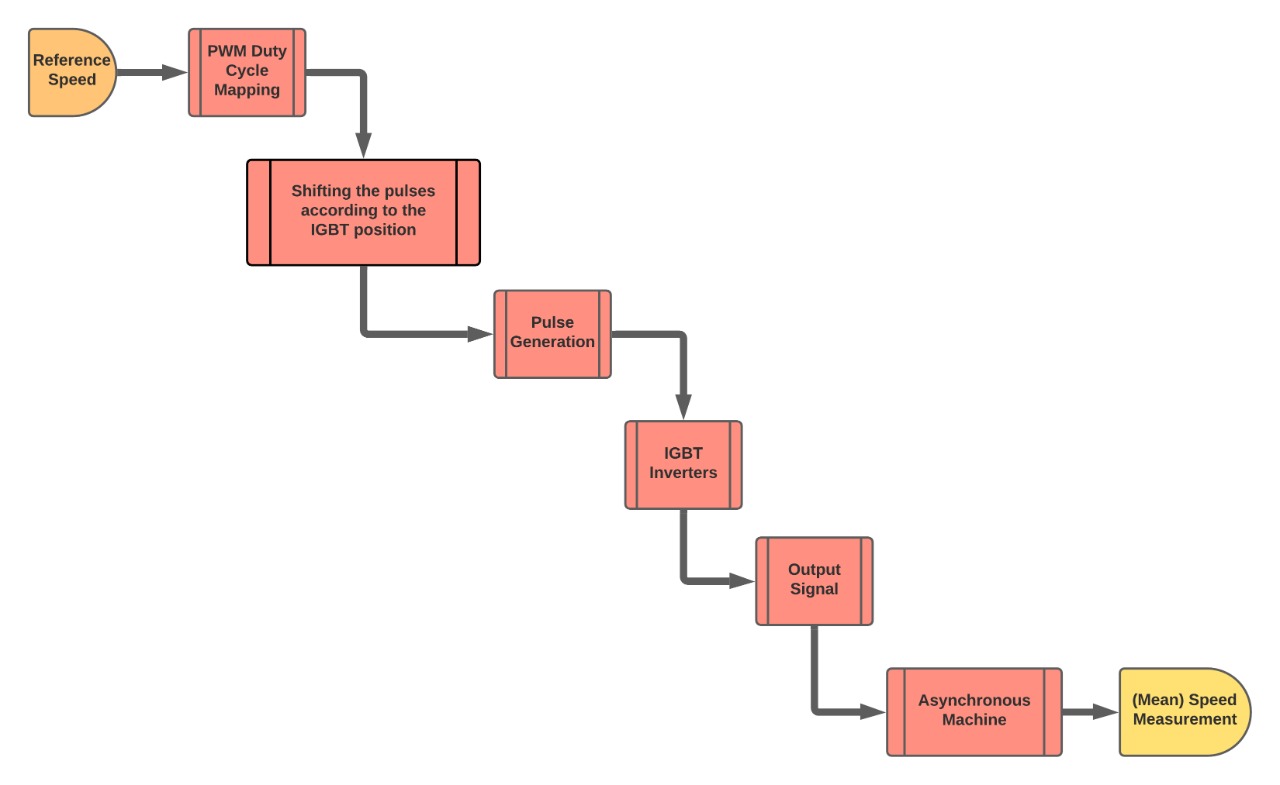 Reference
Speed
PWM Duty
Cycle
Mapping
Shifting the pulses
according to the
IGBT position
Pulse
Generation
IGBT
Inverters
Output
Signal
Asynchronous
Machine
(Mean) Speed
Measurement